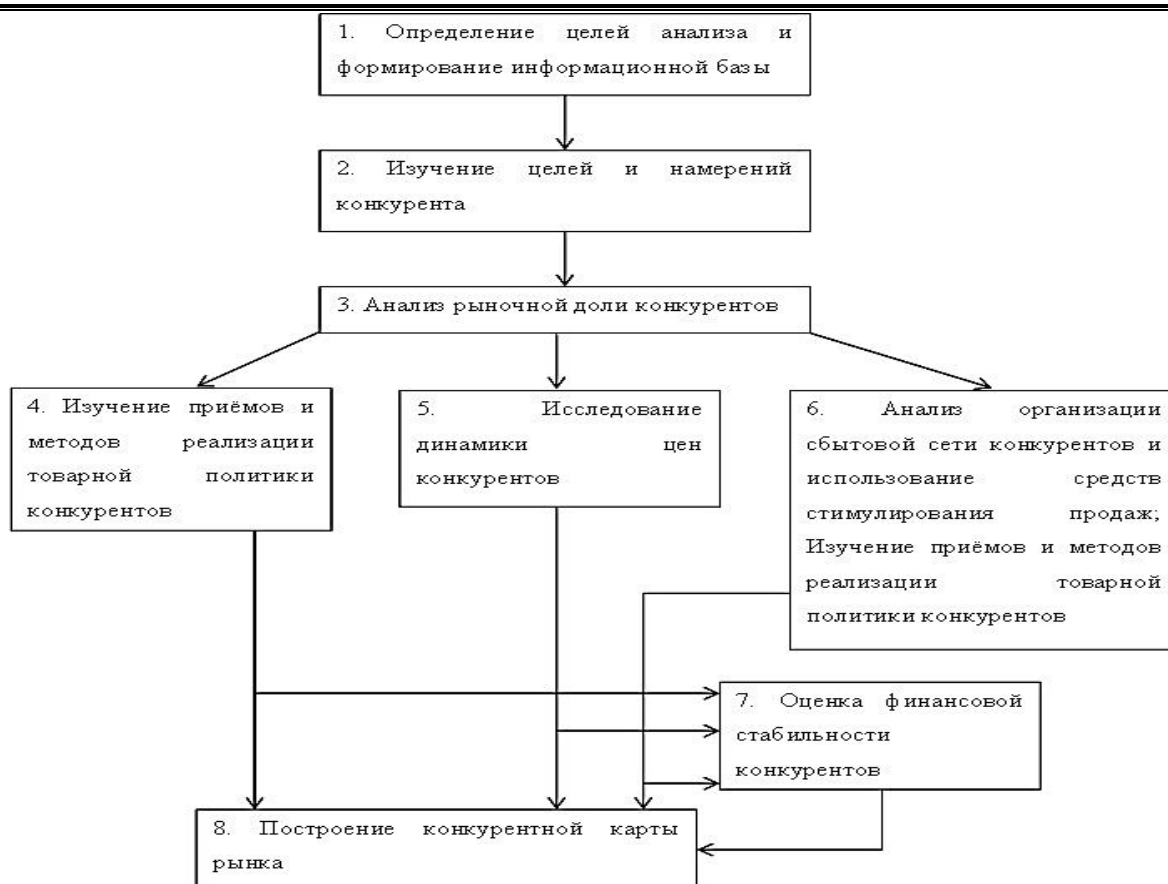 1. Определение целей анализа и
формирование информационной базы
2. Изучение целей и намерений
конкурента
3. Анализ рыночной доли конкурентов
4. Изучение приёмов и
методов реализации
товарной политики
конкурентов
5. Исследование
динамики цен
конкурентов
6. Анализ организации
сбытовой сети конкурентов и
использование средств
стимулирования продаж;
Изучение приёмов и методов
реализации товарной
политики конкурентов
7. Оценка финансовой
стабильности
конкурентов
8. Построение конкурентной карты
рынка